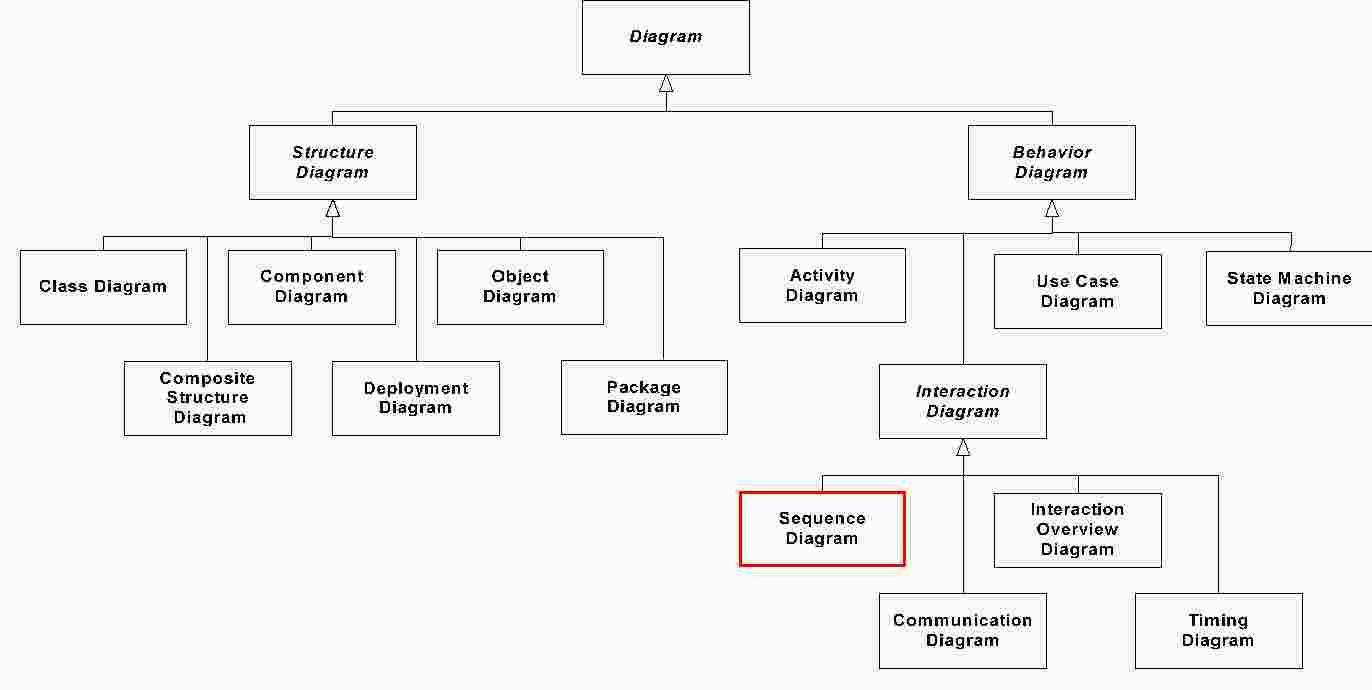 Diagram
Structure
Diagram
Behavior
Diagram
Class Diagram
Component
Diagram
Object
Diagram
Activity
Diagram
Use Case
Diagram
State Machine
Diagram
Composite
Structure
Diagram
Deployment
Diagram
Package
Diagram
Interaction
Diagram
Sequence
Diagram
Interaction
Overview
Diagram
Communication
Diagram
Timing
Diagram